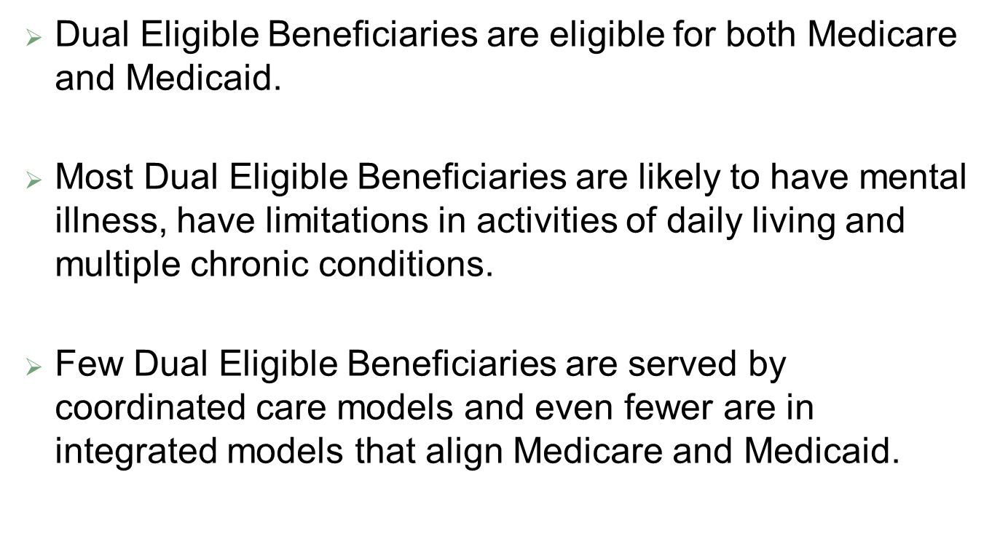 Dual Eligible Beneficiaries are eligible for both Medicare
and Medicaid.
Most Dual Eligible Beneficiaries are likely to have mental
illness, have limitations in activities of daily living and
multiple chronic conditions.
Few Dual Eligible Beneficiaries are served by
coordinated care models and even fewer are in
integrated models that align Medicare and Medicaid.